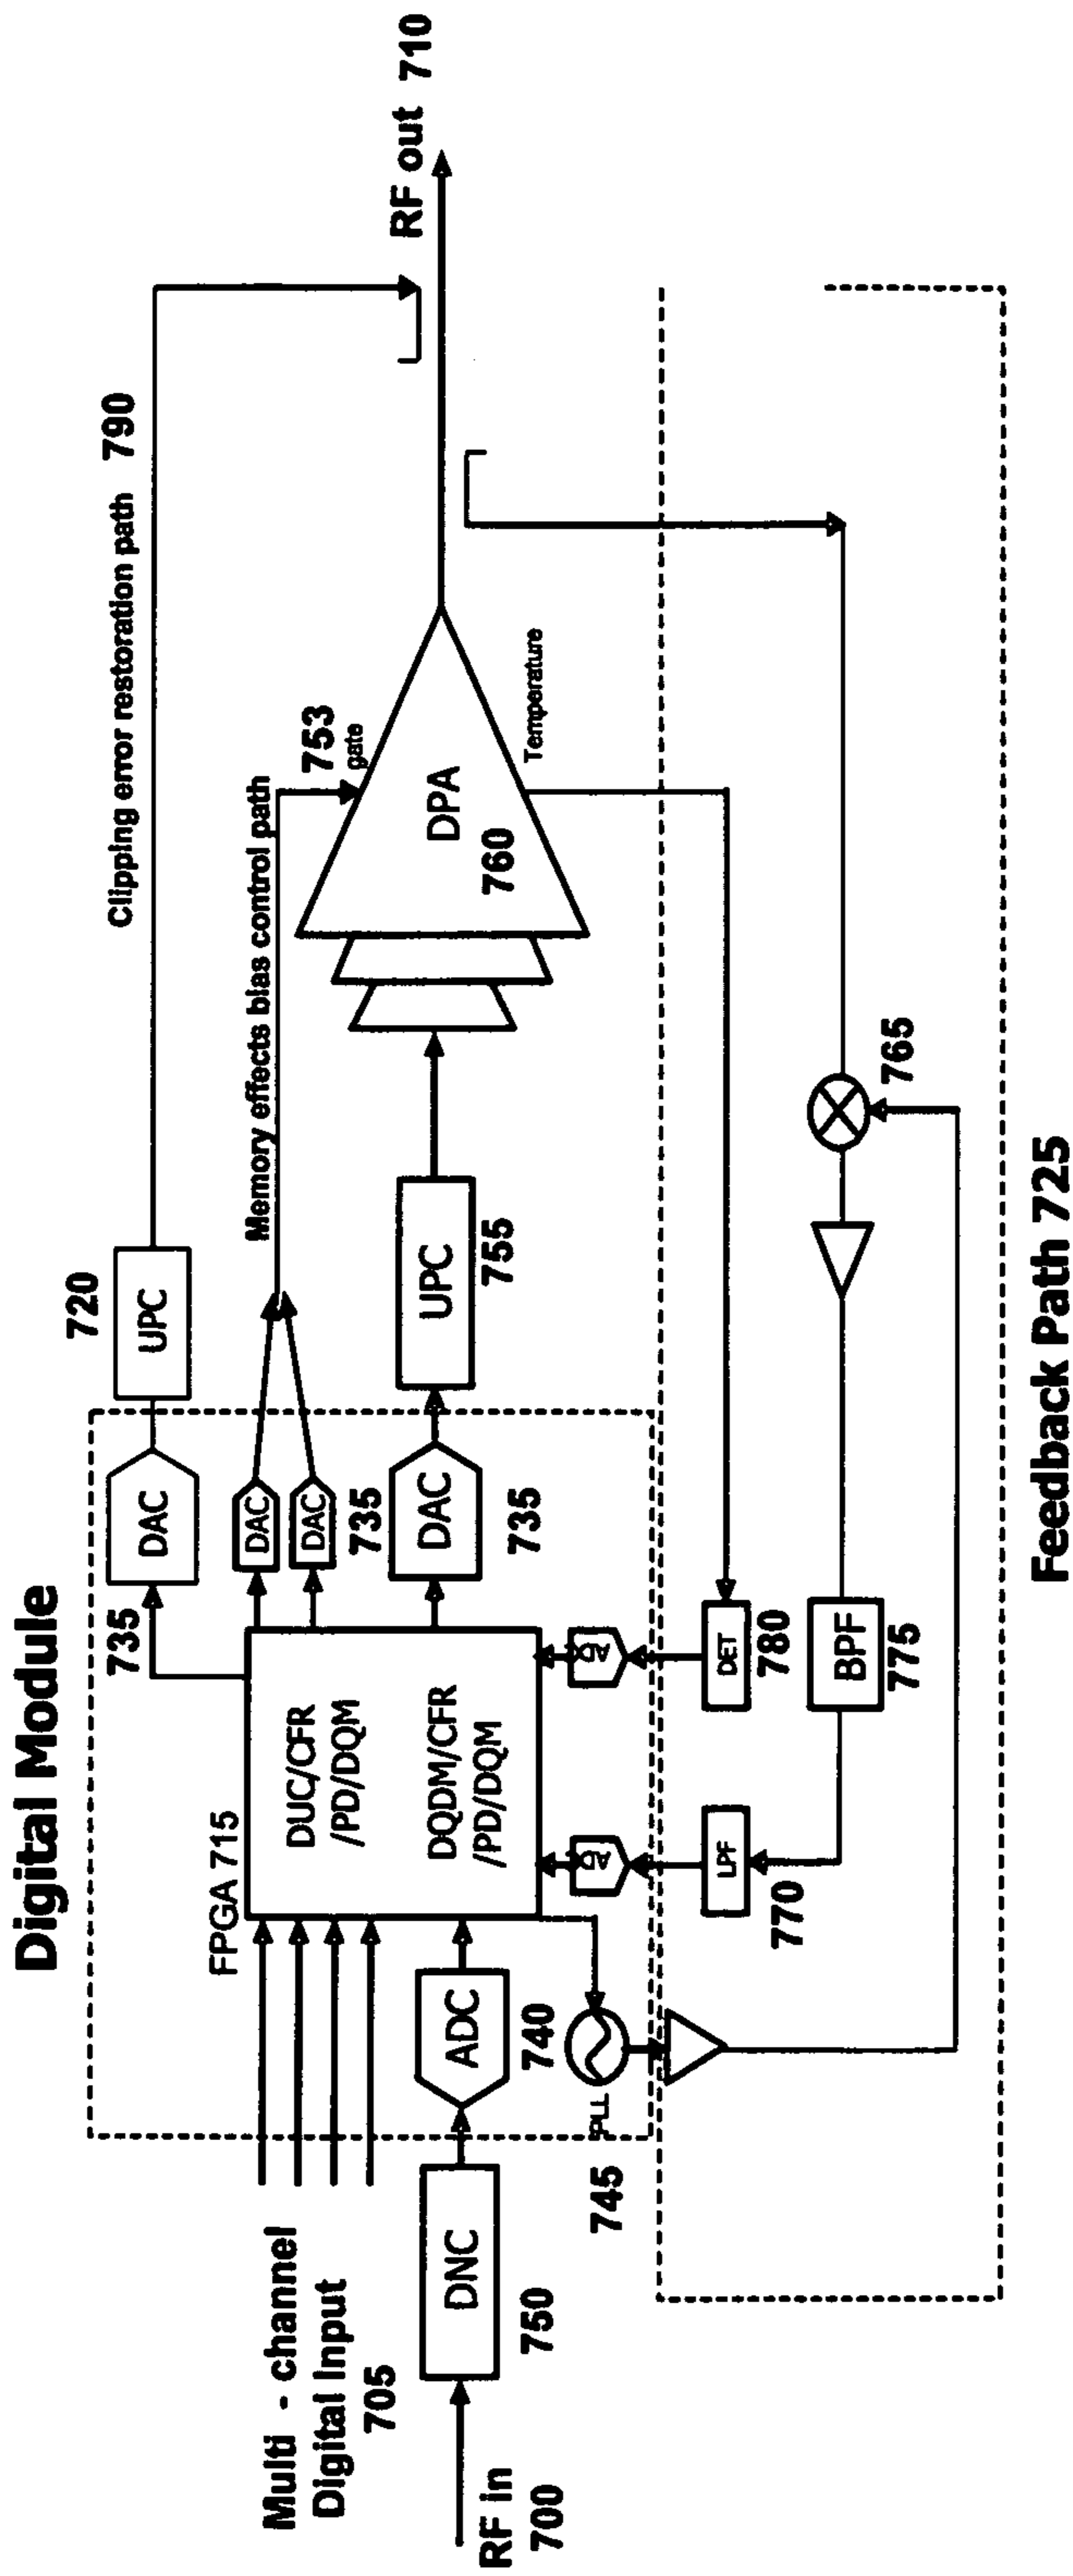 Digital Module
Clipping error restoration path 790
720
UPC
DAC
735
Memory effects bias control path
753
gate
DAC
DAC
735
FPGA 715
DUC/CFR
/PD/DQM
DQDM/CFR
/PD/DQM
Multi - channel
Digital Input
705
RF in
700
DNC
750
ADC
740
DAC
735
UPC
755
DPA
760
Temperature
RF out 710
PLL
745
LPF
770
DET
780
BPF
775
765
Feedback Path 725